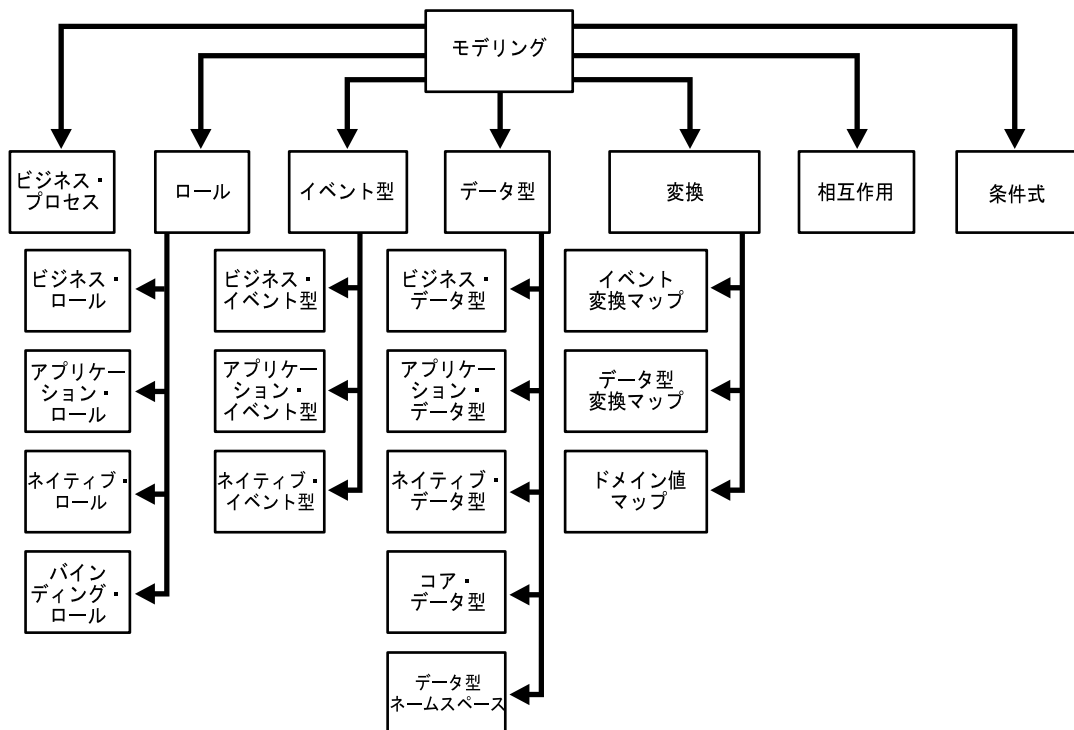 モデリング
ビジネス・
プロセス
ロール
イベント型
データ型
変換
相互作用
条件式
ビジネス・
ロール
アプリケー
ション・
ロール
ネイティブ・
ロール
バイン
ディング・
ロール
ビジネス・
イベント型
アプリケー
ション・
イベント型
ネイティブ・
イベント型
ビジネス・
データ型
アプリケー
ション・
データ型
ネイティブ・
データ型
コア・
データ型
データ型
ネームスペース
イベント
変換マップ
データ型
変換マップ
ドメイン値
マップ